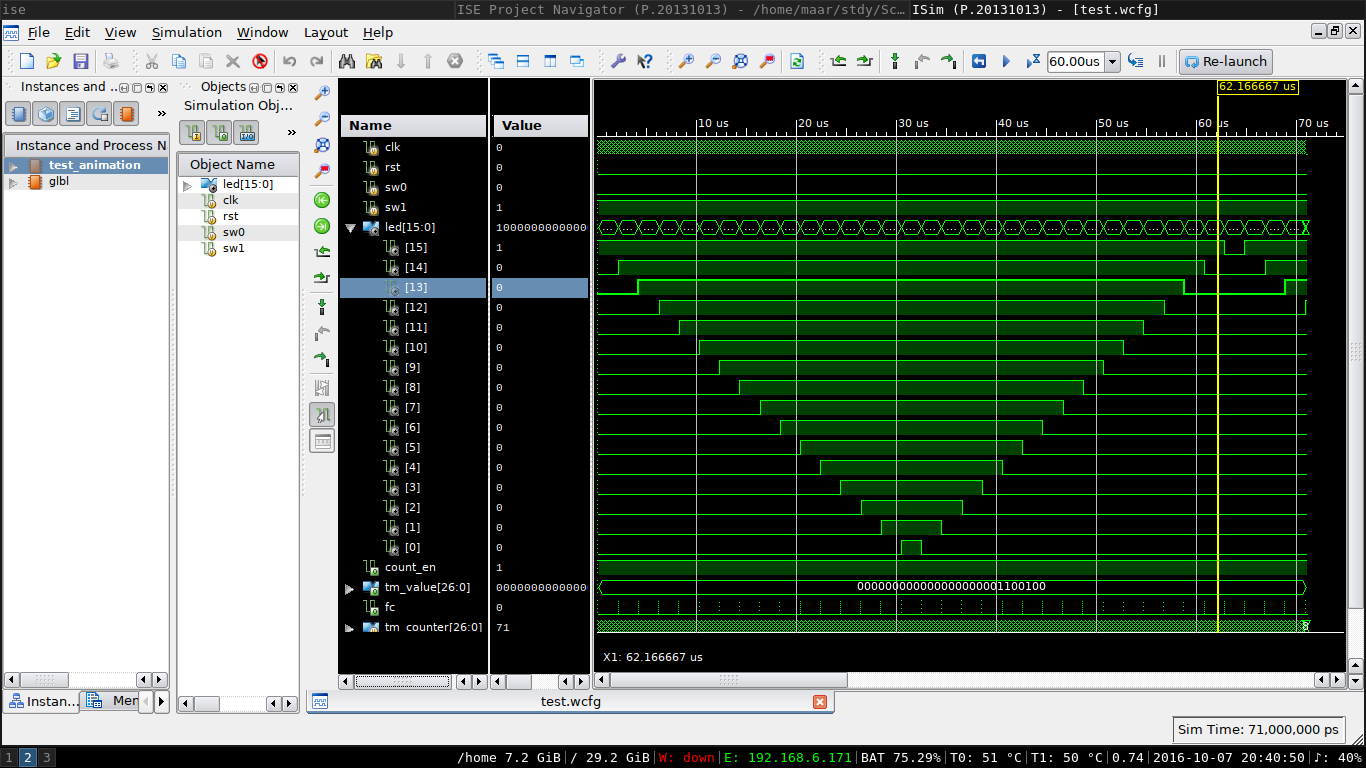 ise
ISE Project Navigator (P.20131013) - /home/maar/stdy/Sc…
ISim (P.20131013) - [test.wcfg]
File Edit View Simulation Window Layout Help
60.00us
Re-launch
Instances and ..
Instance and Process N
test_animation
glbl
Instan...
Mer
Objects
Simulation Obj...
Object Name
led[15:0]
clk
rst
sw0
sw1
Name Value
clk 0
rst 0
sw0 0
sw1 1
led[15:0] 1000000000000
[15] 1
[14] 0
[13] 0
[12] 0
[11] 0
[10] 0
[9] 0
[8] 0
[7] 0
[6] 0
[5] 0
[4] 0
[3] 0
[2] 0
[1] 0
[0] 0
count_en 1
tm_value[26:0] 0000000000000
fc 0
tm_counter[26:0] 71
62.166667 us
10 us 20 us 30 us 40 us 50 us 60 us 70 us
000000000000000000001100100
X1: 62.166667 us
test.wcfg
Sim Time: 71,000,000 ps
1 2 3
/home 7.2 GiB | / 29.2 GiB | W: down | E: 192.168.6.171 | BAT 75.29% | T0: 51 °C | T1: 50 °C | 0.74 | 2016-10-07 20:40:50 | ♪: 40%